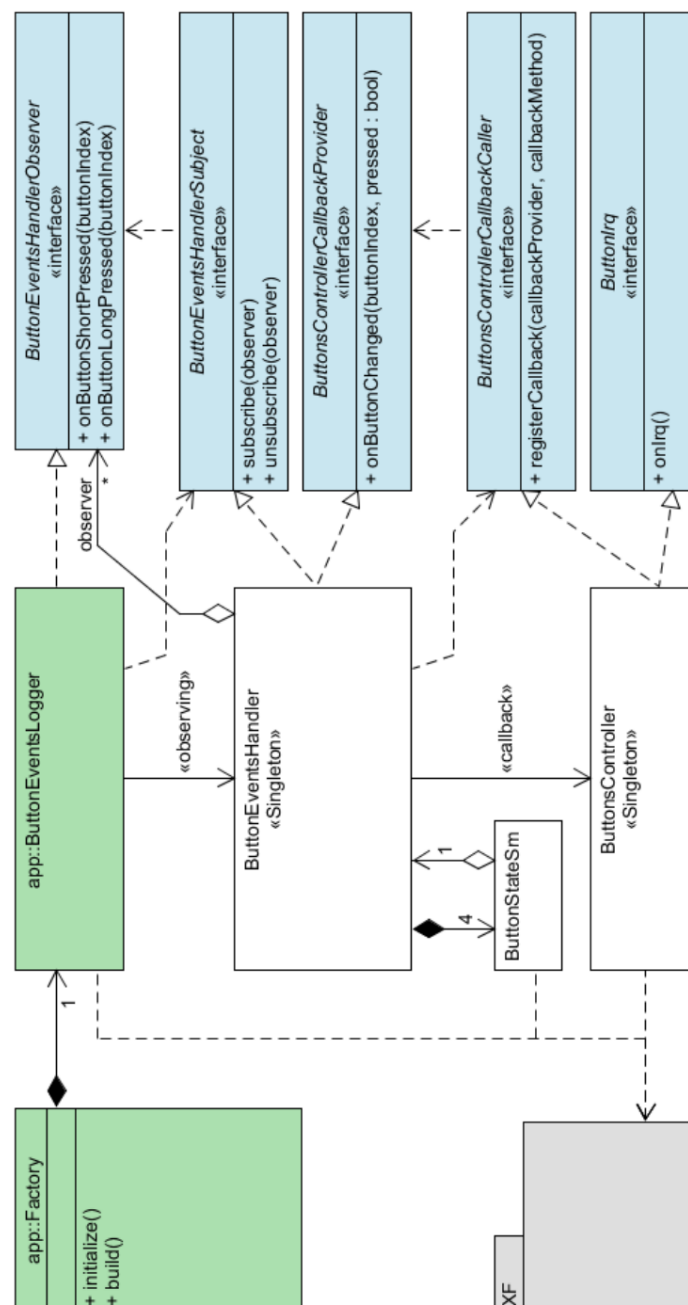 app::Factory
+ initialize()
+ build()
1
app::ButtonEventsLogger
observer
*
ButtonEventsHandlerObserver
«interface»
+ onButtonShortPressed(buttonIndex)
+ onButtonLongPressed(buttonIndex)
«observing»
ButtonEventsHandlerSubject
«interface»
+ subscribe(observer)
+ unsubscribe(observer)
ButtonEventsHandler
«Singleton»
ButtonsControllerCallbackProvider
«interface»
+ onButtonChanged(buttonIndex, pressed : bool)
1
4
ButtonStateSm
«callback»
ButtonsControllerCallbackCaller
«interface»
+ registerCallback(callbackProvider, callbackMethod)
XF
ButtonsController
«Singleton»
ButtonIrq
«interface»
+ onIrq()